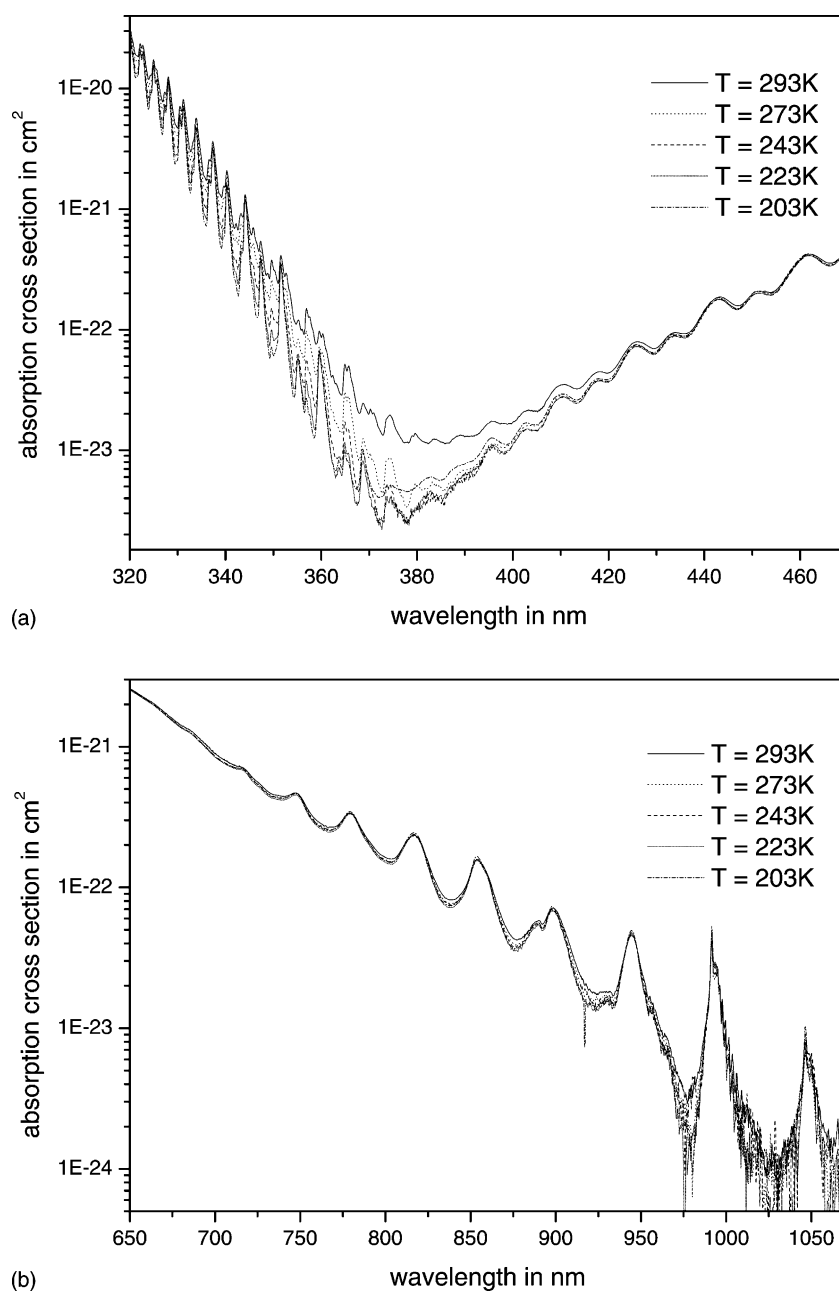 absorption cross section in cm²
1E-20
1E-21
1E-22
1E-23
T = 293K
T = 273K
T = 243K
T = 223K
T = 203K
320 340 360 380 400 420 440 460
wavelength in nm
(a)
absorption cross section in cm²
1E-21
1E-22
1E-23
1E-24
T = 293K
T = 273K
T = 243K
T = 223K
T = 203K
650 700 750 800 850 900 950 1000 1050
wavelength in nm
(b)